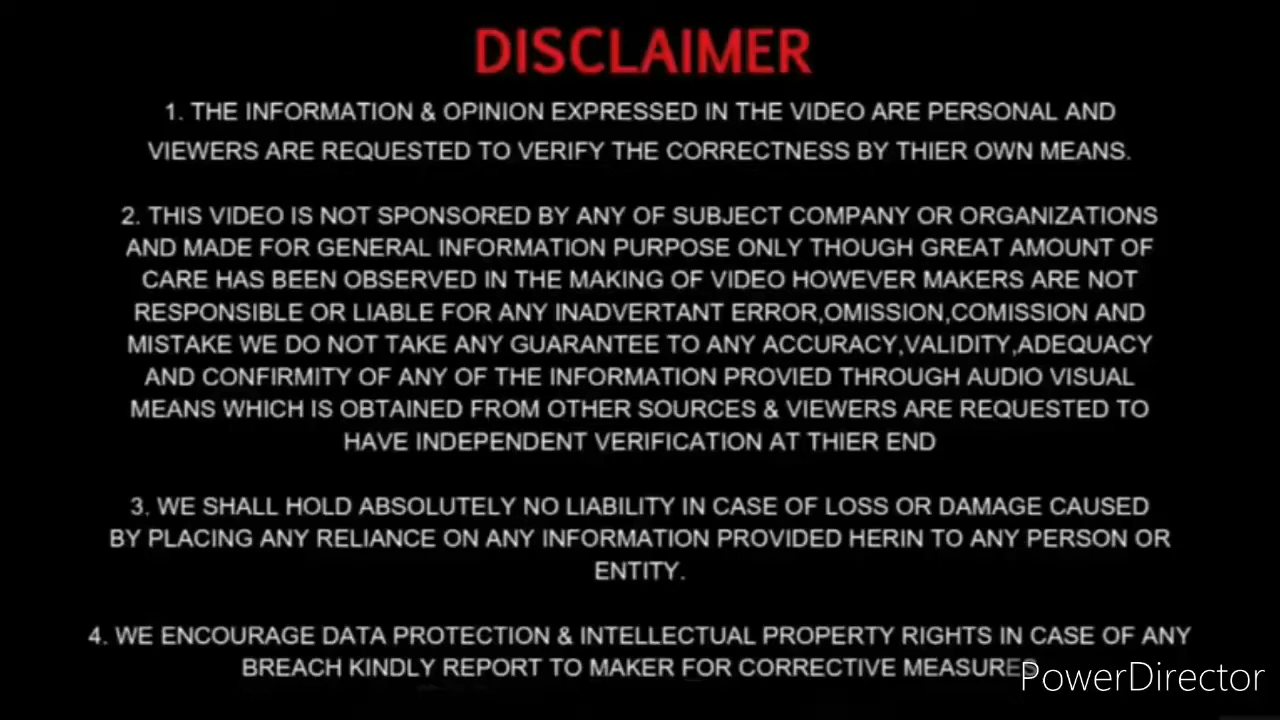 DISCLAIMER
1. THE INFORMATION & OPINION EXPRESSED IN THE VIDEO ARE PERSONAL AND
VIEWERS ARE REQUESTED TO VERIFY THE CORRECTNESS BY THIER OWN MEANS.
2. THIS VIDEO IS NOT SPONSORED BY ANY OF SUBJECT COMPANY OR ORGANIZATIONS
AND MADE FOR GENERAL INFORMATION PURPOSE ONLY THOUGH GREAT AMOUNT OF
CARE HAS BEEN OBSERVED IN THE MAKING OF VIDEO HOWEVER MAKERS ARE NOT
RESPONSIBLE OR LIABLE FOR ANY INADVERTANT ERROR,OMISSION,COMISSION AND
MISTAKE WE DO NOT TAKE ANY GUARANTEE TO ANY ACCURACY,VALIDITY,ADEQUACY
AND CONFIRMITY OF ANY OF THE INFORMATION PROVIED THROUGH AUDIO VISUAL
MEANS WHICH IS OBTAINED FROM OTHER SOURCES & VIEWERS ARE REQUESTED TO
HAVE INDEPENDENT VERIFICATION AT THIER END
3. WE SHALL HOLD ABSOLUTELY NO LIABILITY IN CASE OF LOSS OR DAMAGE CAUSED
BY PLACING ANY RELIANCE ON ANY INFORMATION PROVIDED HERIN TO ANY PERSON OR
ENTITY.
4. WE ENCOURAGE DATA PROTECTION & INTELLECTUAL PROPERTY RIGHTS IN CASE OF ANY
BREACH KINDLY REPORT TO MAKER FOR CORRECTIVE MEASURES
PowerDirector